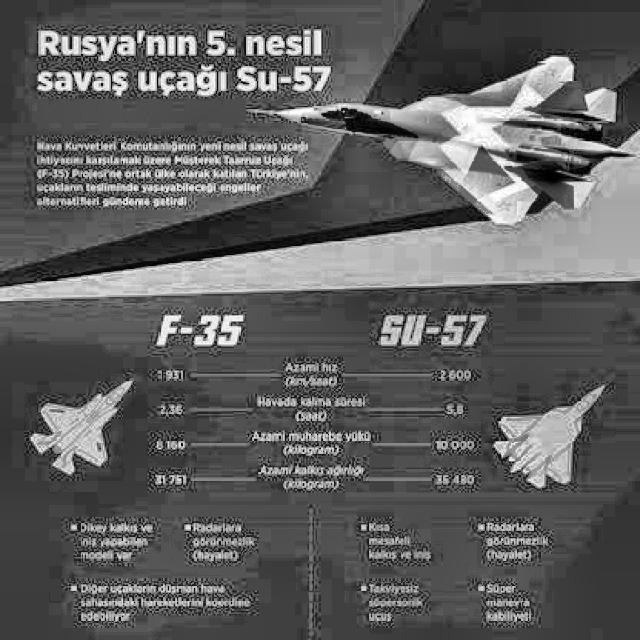 Rusya'nın 5. nesil
savaş uçağı Su-57
Hava Kuvvetleri Komutanlığının yeni nesil savaş uçağı
ihtiyacını karşılamak üzere Müşterek Taarruz Uçağı
(F-35) Projesi'ne ortak ülke olarak katılan Türkiye'nin,
uçakların tesliminde yaşayabileceği engeller
alternatifleri gündeme getirdi
F-35 SU-57
1 931 Azami hız 2 600
(km/saat)
2,36 Havada kalma süresi 5,8
(saat)
8 160 Azami muharebe yükü 10 000
(kilogram)
31 751 Azami kalkış ağırlığı 35 480
(kilogram)
Dikey kalkış ve
iniş yapabilen
modeli var
Radarlara
görünmezlik
(hayalet)
Diğer uçakların düşman hava
sahasındaki hareketlerini koordine
edebiliyor
Kısa
mesafeli
kalkış ve iniş
Radarlara
görünmezlik
(hayalet)
Takviyesiz
süpersonik
uçuş
Süper
manevra
kabiliyeti